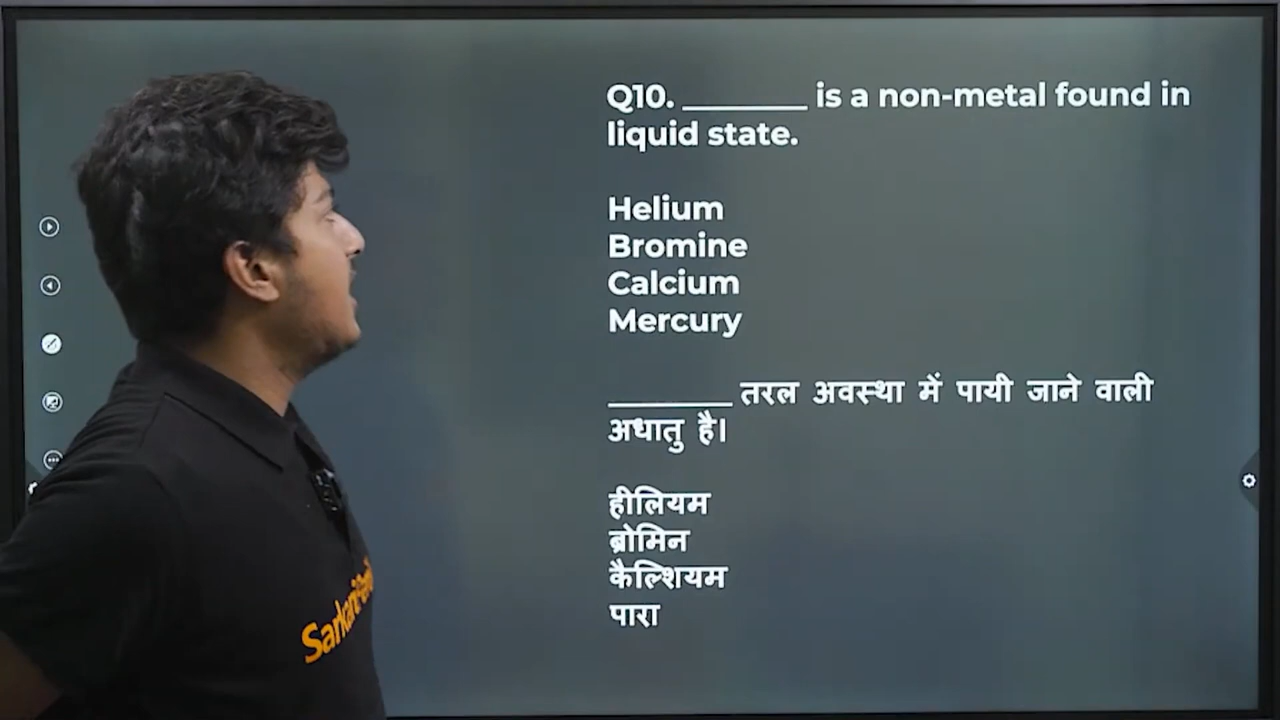 Q10. ________ is a non-metal found in
liquid state.
Helium
Bromine
Calcium
Mercury
________ तरल अवस्था में पायी जाने वाली
अधातु है।
हीलियम
ब्रोमिन
कैल्शियम
पारा